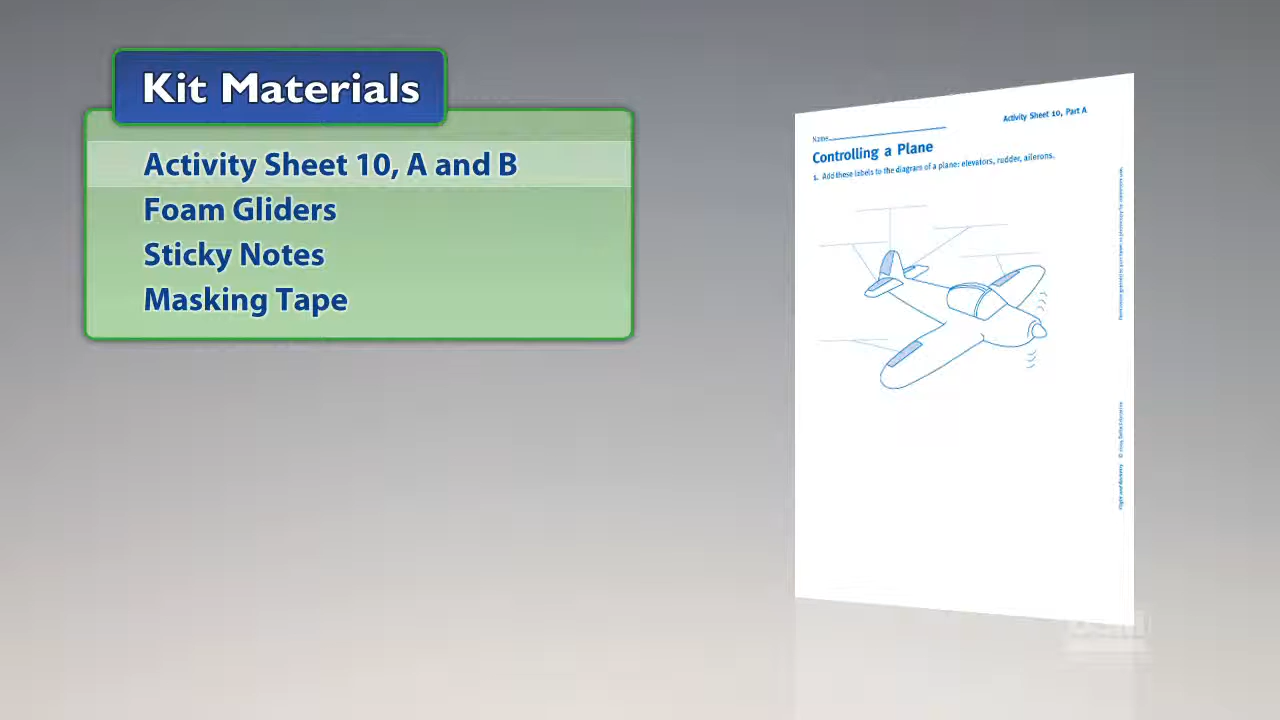 Kit Materials
Activity Sheet 10, A and B
Foam Gliders
Sticky Notes
Masking Tape
Activity Sheet 10, Part A
Name
Controlling a Plane
1. Add these labels to the diagram of a plane: elevators, rudder, ailerons.